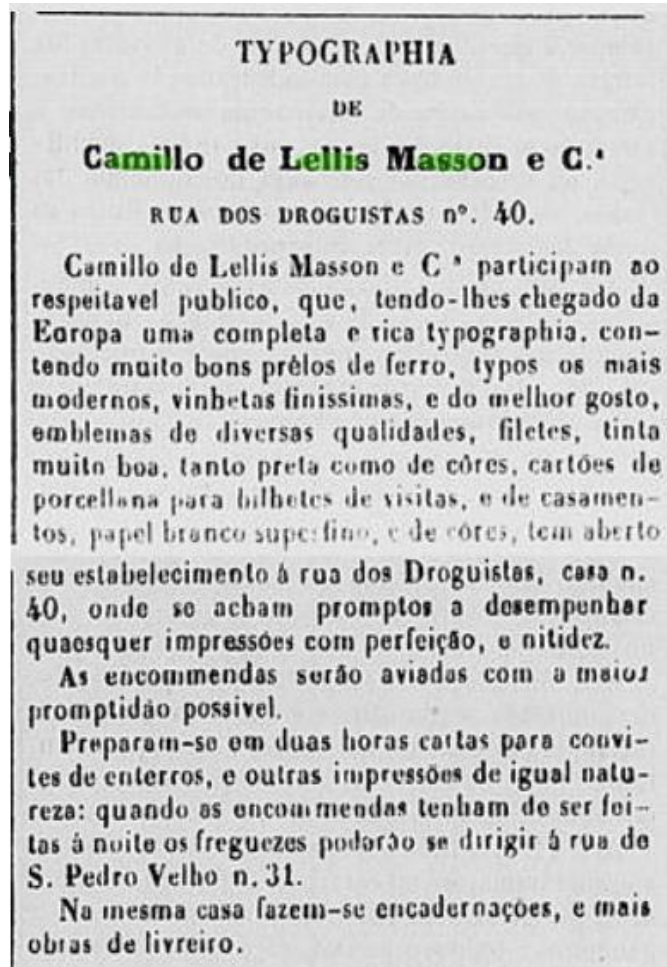 TYPOGRAPHIA
DE
Camillo de Lellis Masson e C.ª
RUA DOS DROGUISTAS nº. 40.
Camillo de Lellis Masson e C ª participam ao
respeitavel publico, que, tendo-lhes chegado da
Europa uma completa e rica typographia, con-
tendo muito bons prélos de ferro, typos os mais
modernos, vinhetas finissimas, e do melhor gosto,
emblemas de diversas qualidades, filetes, tinta
muito boa, tanto preta como de côres, cartões de
porcellana para bilhetes de visitas, e de casamen-
tos, papel branco superfino, e de côres, tem aberto
seu estabelecimento á rua dos Droguistas, casa n.
40, onde se acham promptos a desempenhar
quaesquer impressões com perfeição, e nitidez.
As encommendas serão aviadas com a maior
promptidão possivel.
Preparam-se em duas horas cartas para convi-
tes de enterros, e outras impressões de igual natu-
reza: quando as encommendas tenham de ser fei-
tas á noite os freguezes poderão se dirigir á rua de
S. Pedro Velho n. 31.
Na mesma casa fazem-se encadernações, e mais
obras de livreiro.